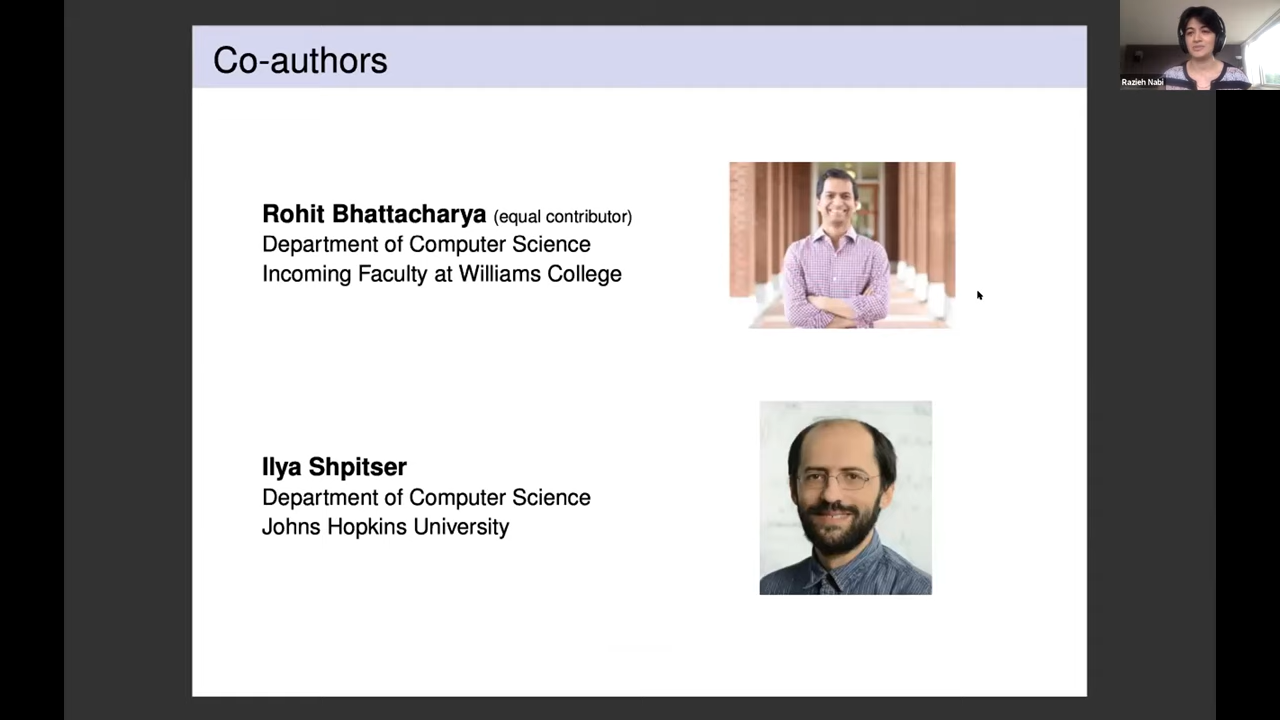 Co-authors
Razieh Nabi
Rohit Bhattacharya (equal contributor)
Department of Computer Science
Incoming Faculty at Williams College
Ilya Shpitser
Department of Computer Science
Johns Hopkins University